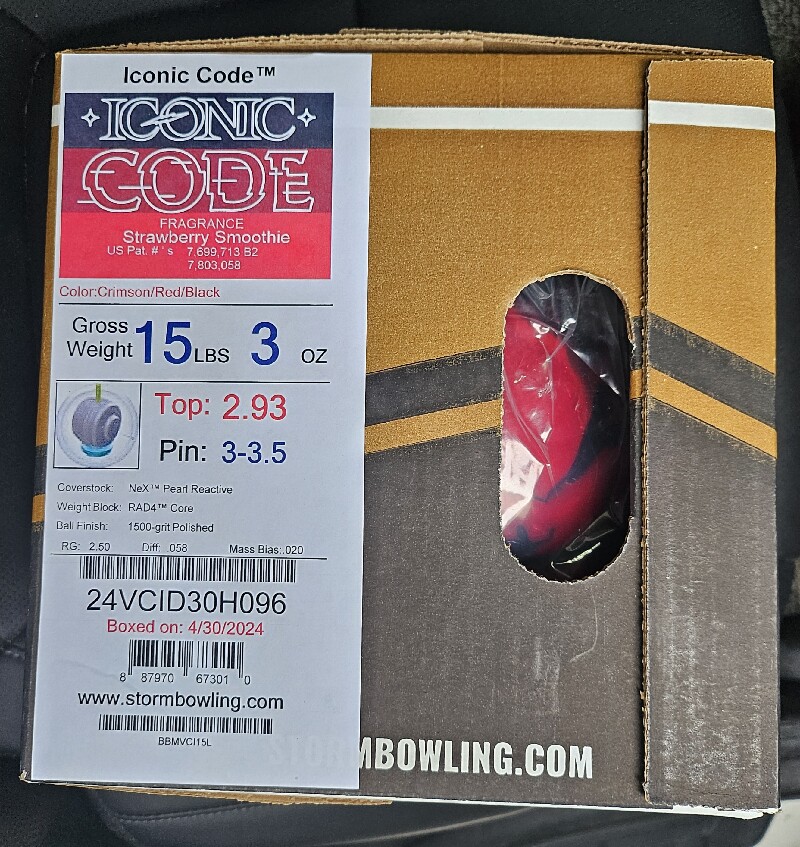 Iconic Code™
ICONIC
CODE
FRAGRANCE
Strawberry Smoothie
US Pat. #'s 7,699,713 B2
7,803,058
Color:Crimson/Red/Black
Gross Weight 15 LBS 3 OZ
Top: 2.93
Pin: 3-3.5
Coverstock: NeX™ Pearl Reactive
Weight Block: RAD4™ Core
Ball Finish: 1500-grit Polished
RG: 2.50 Diff: .058 Mass Bias:.020
24VCID30H096
Boxed on: 4/30/2024
8 87970 67301 0
www.stormbowling.com
BBMVCI15L
STORMBOWLING.COM